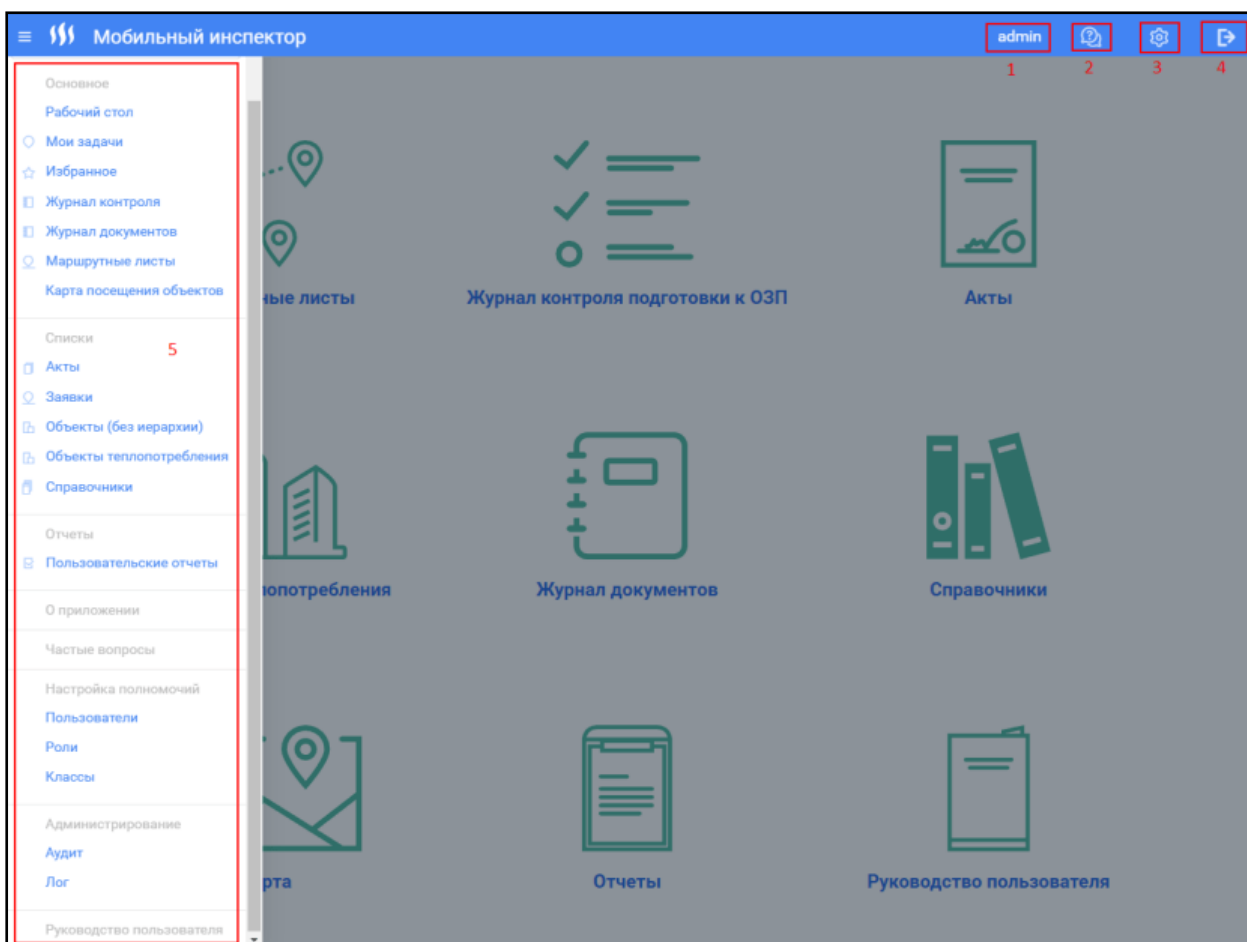 Мобильный инспектор
admin
1
2
3
4
Основное
Рабочий стол
Мои задачи
Избранное
Журнал контроля
Журнал документов
Маршрутные листы
Карта посещения объектов
Списки
5
Акты
Заявки
Объекты (без иерархии)
Объекты теплопотребления
Справочники
Отчеты
Пользовательские отчеты
О приложении
Частые вопросы
Настройка полномочий
Пользователи
Роли
Классы
Администрирование
Аудит
Лог
Руководство пользователя
ные листы
Журнал контроля подготовки к ОЗП
Акты
лопотребления
Журнал документов
Справочники
рта
Отчеты
Руководство пользователя